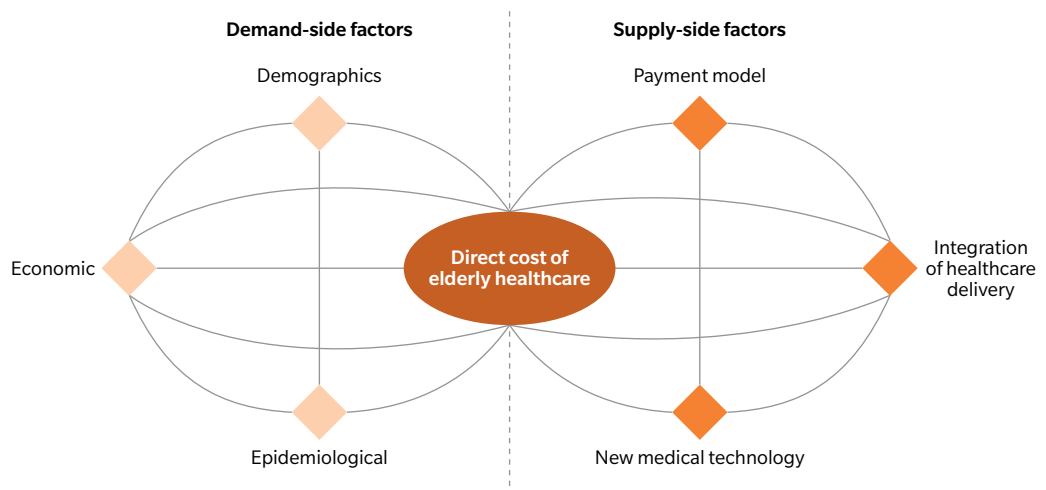 Demand-side factors
Supply-side factors
Demographics
Payment model
Economic
Direct cost of
elderly healthcare
Integration
of healthcare
delivery
Epidemiological
New medical technology